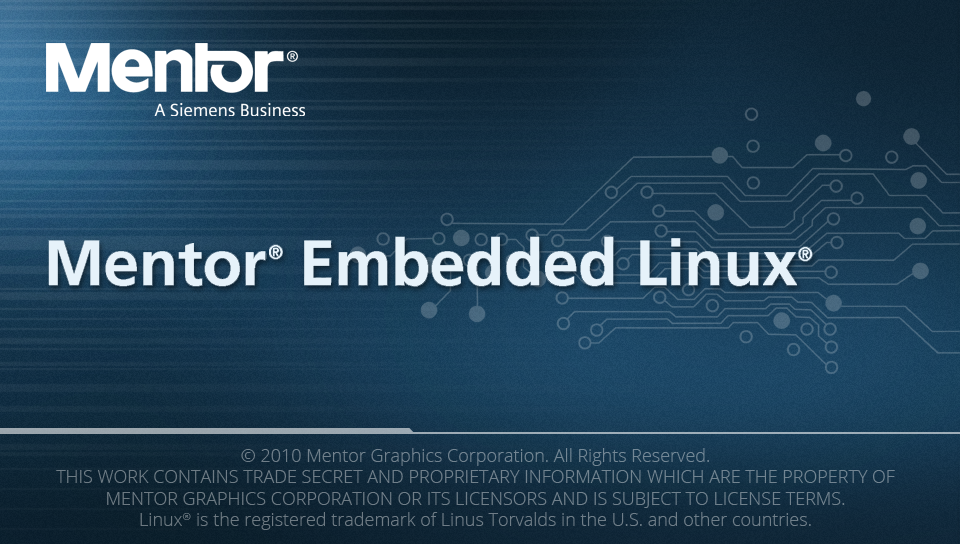 Mentor®
A Siemens Business
Mentor® Embedded Linux®
© 2010 Mentor Graphics Corporation. All Rights Reserved.
THIS WORK CONTAINS TRADE SECRET AND PROPRIETARY INFORMATION WHICH ARE THE PROPERTY OF
MENTOR GRAPHICS CORPORATION OR ITS LICENSORS AND IS SUBJECT TO LICENSE TERMS.
Linux® is the registered trademark of Linus Torvalds in the U.S. and other countries.